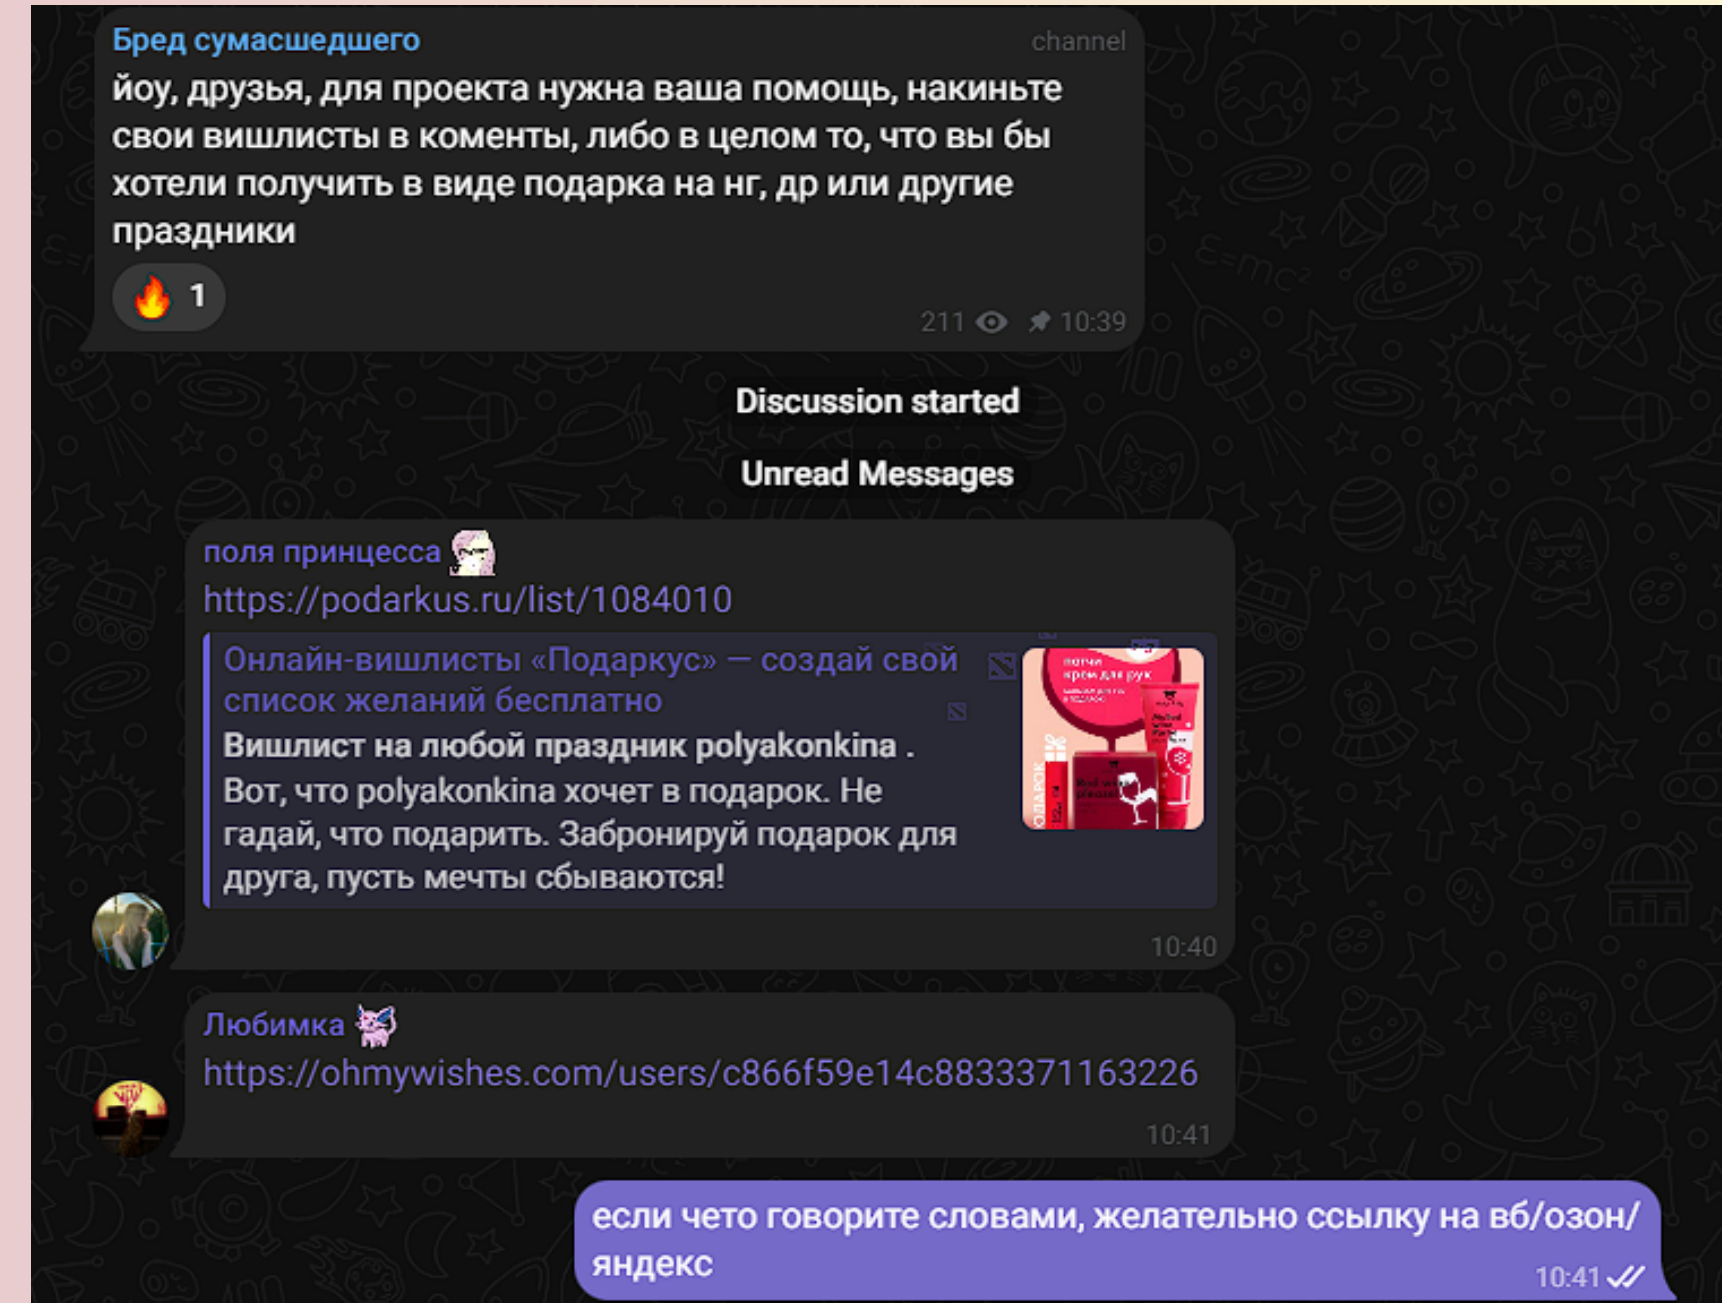 Бред сумасшедшего
channel
йоу, друзья, для проекта нужна ваша помощь, накиньте
свои вишлисты в коменты, либо в целом то, что вы бы
хотели получить в виде подарка на нг, др или другие
праздники
1
211 10:39
Discussion started
Unread Messages
поля принцесса
https://podarkus.ru/list/1084010
Онлайн-вишлисты «Подаркус» — создай свой
список желаний бесплатно
Вишлист на любой праздник polyakonkina .
Вот, что polyakonkina хочет в подарок. Не
гадай, что подарить. Забронируй подарок для
друга, пусть мечты сбываются!
патчи
крем для рук
10:40
Любимка
https://ohmywishes.com/users/c866f59e14c8833371163226
10:41
если чето говорите словами, желательно ссылку на вб/озон/
яндекс
10:41